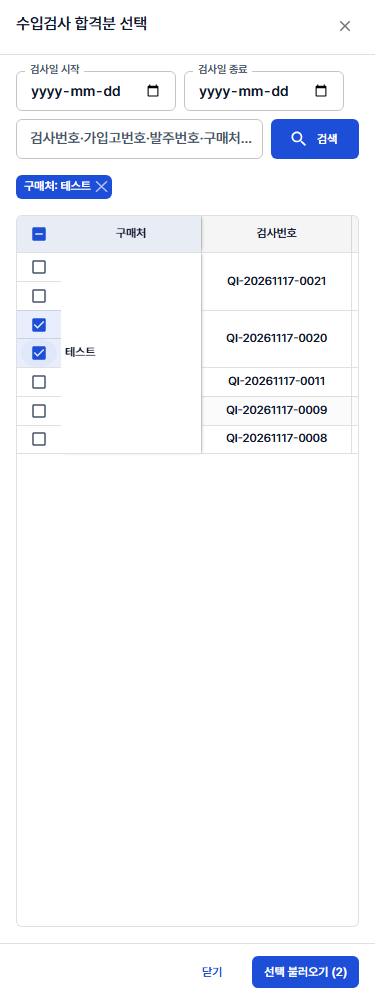 수입검사 합격분 선택
검사일 시작
검사일 종료
yyyy-mm-dd
yyyy-mm-dd
검사번호·가입고번호·발주번호·구매처...
검색
구매처: 테스트
구매처
검사번호
QI-20261117-0021
QI-20261117-0020
테스트
QI-20261117-0011
QI-20261117-0009
QI-20261117-0008
닫기
선택 불러오기 (2)